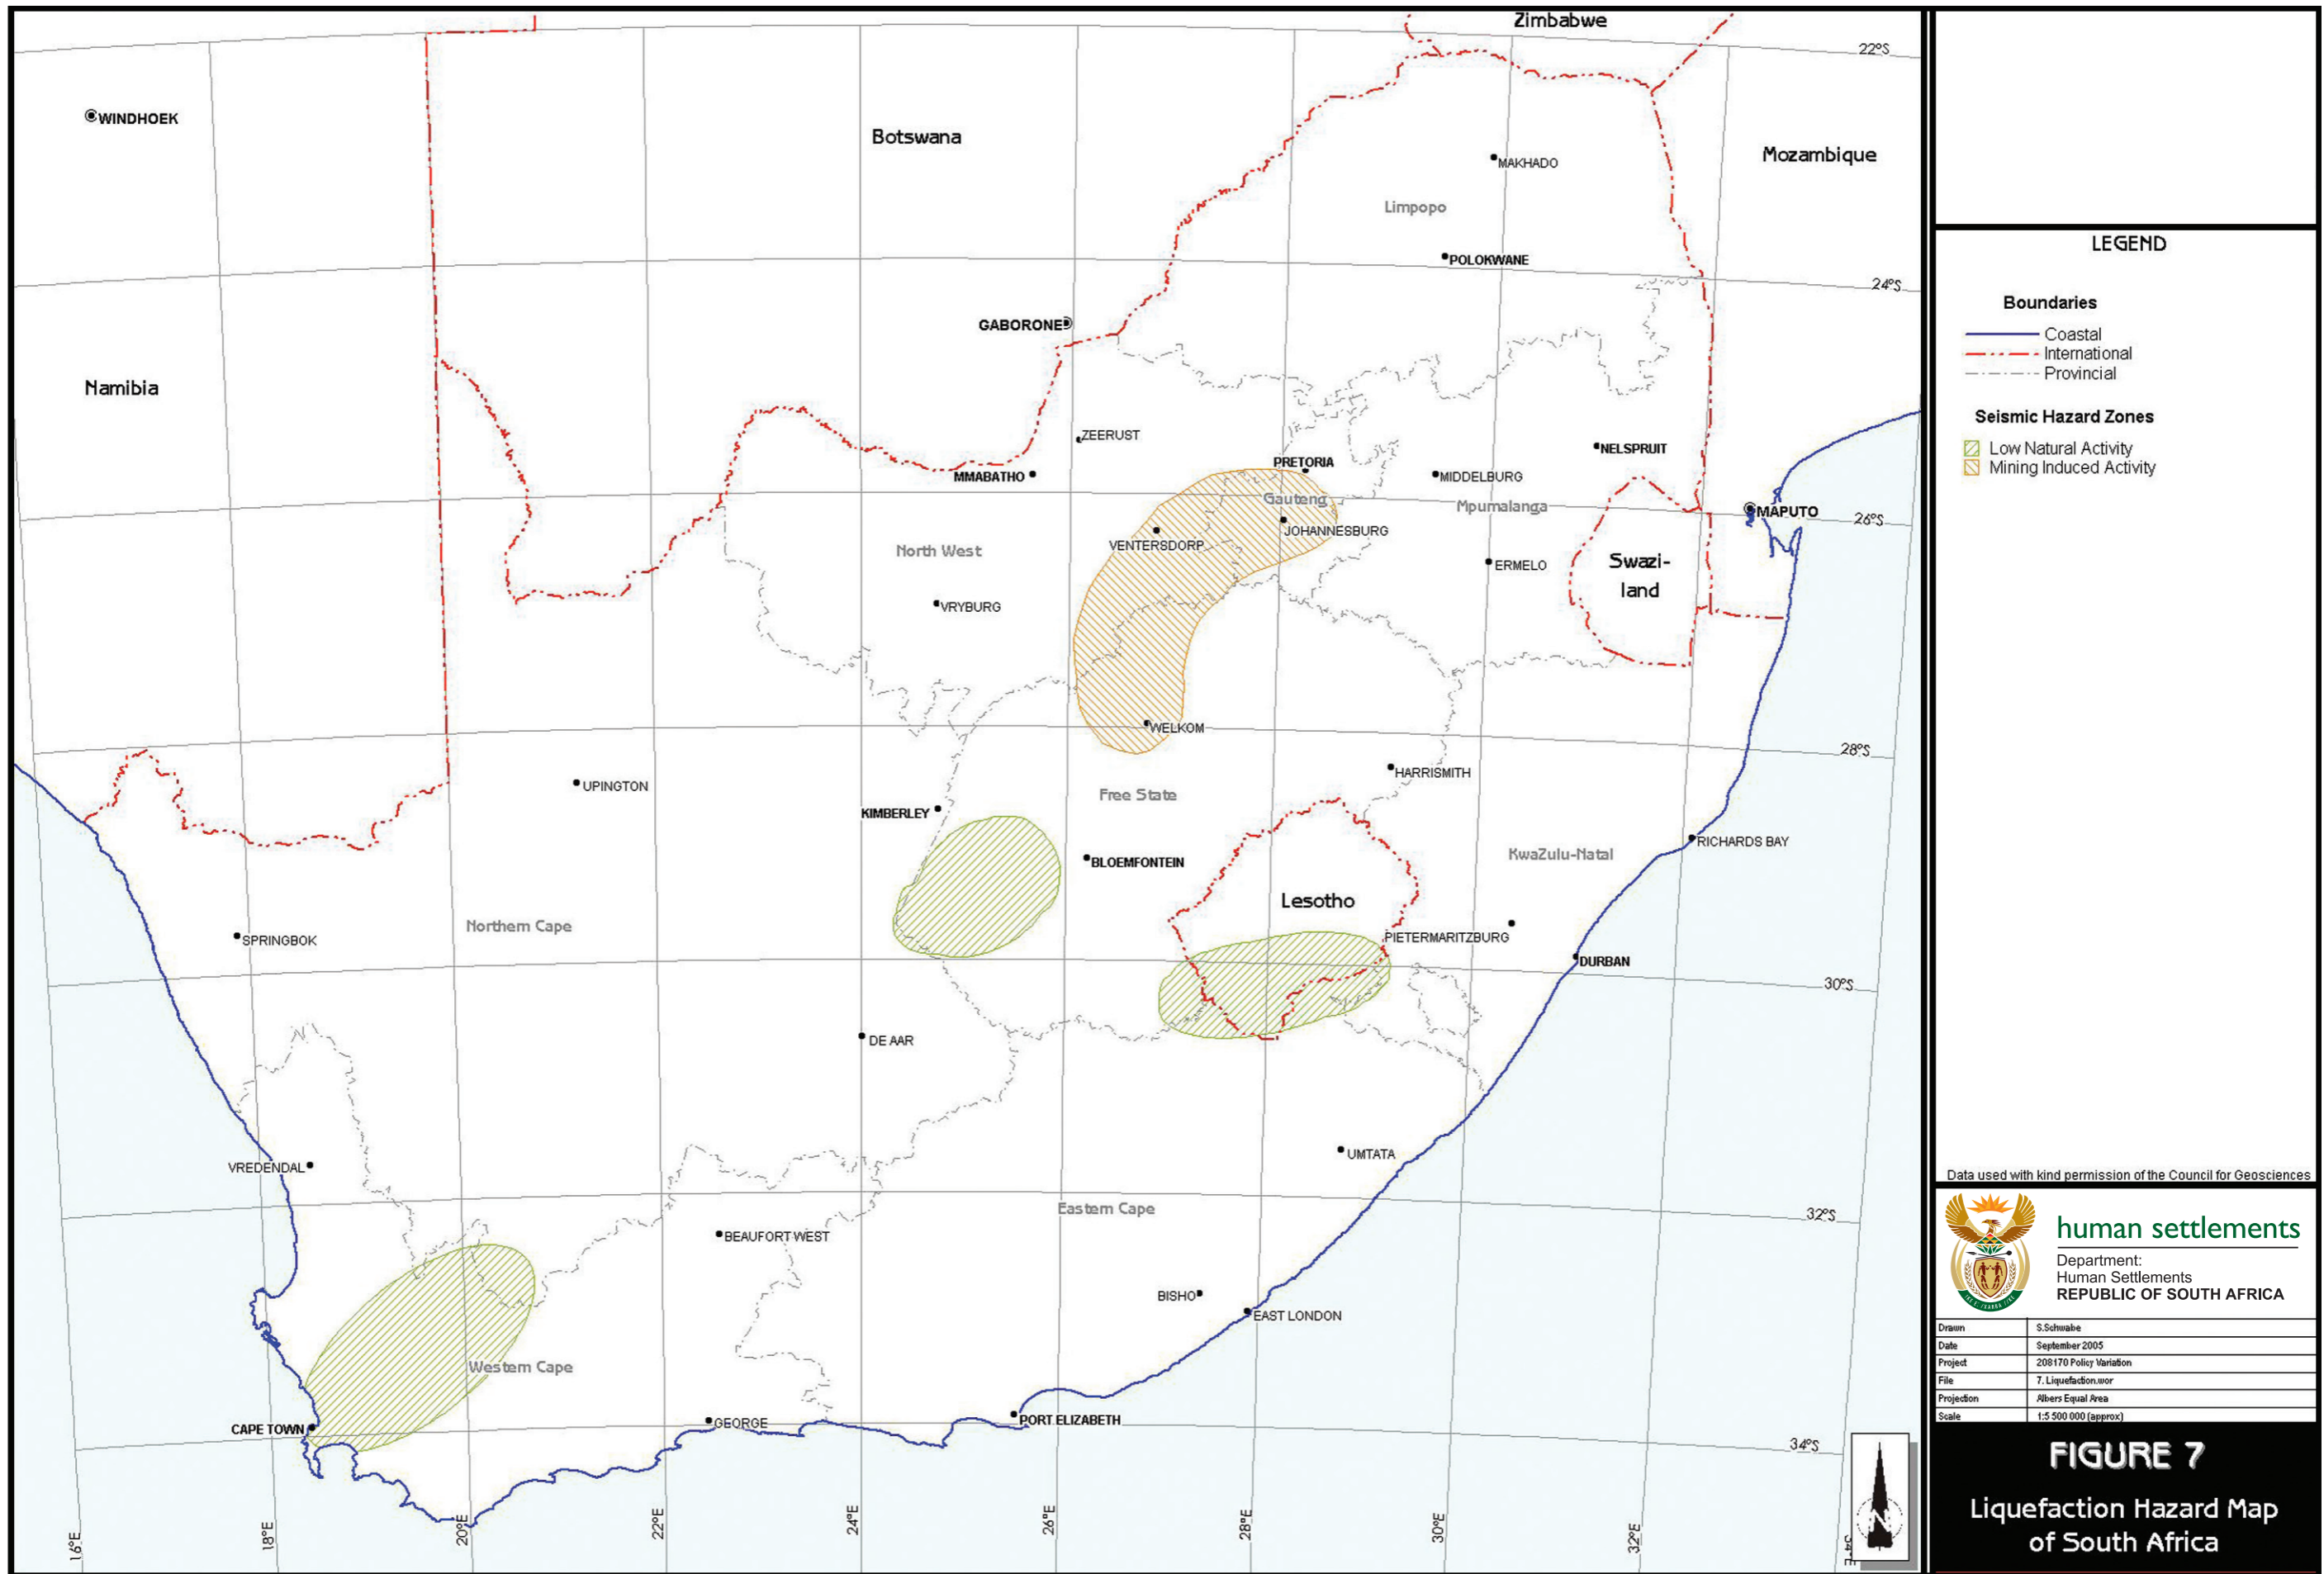 Zimbabwe
22°S
WINDHOEK
Botswana
Mozambique
MAKHADO
Limpopo
POLOKWANE
24°S
GABORONE
Namibia
ZEERUST
NELSPRUIT
PRETORIA
MMABATHO
MIDDELBURG
Gauteng
Mpumalanga
MAPUTO
26°S
JOHANNESBURG
VENTERSDORP
North West
ERMELO
Swazi-
land
VRYBURG
WELKOM
28°S
HARRISMITH
UPINGTON
Free State
KIMBERLEY
RICHARDS BAY
KwaZulu-Natal
BLOEMFONTEIN
Lesotho
Northern Cape
SPRINGBOK
PIETERMARITZBURG
DURBAN
30°S
DE AAR
UMTATA
VREDENDAL
Eastern Cape
32°S
BEAUFORT WEST
BISHO
EAST LONDON
Western Cape
CAPE TOWN
GEORGE
PORT ELIZABETH
34°S
16°E
18°E
20°E
22°E
24°E
26°E
28°E
30°E
32°E
34°E
N
LEGEND
Boundaries
Coastal
International
Provincial
Seismic Hazard Zones
Low Natural Activity
Mining Induced Activity
Data used with kind permission of the Council for Geosciences
human settlements
Department:
Human Settlements
REPUBLIC OF SOUTH AFRICA
Drawn S.Schwabe
Date September 2005
Project 208170 Policy Variation
File 7. Liquefaction.wor
Projection Albers Equal Area
Scale 1:5 500 000 (approx)
FIGURE 7
Liquefaction Hazard Map
of South Africa